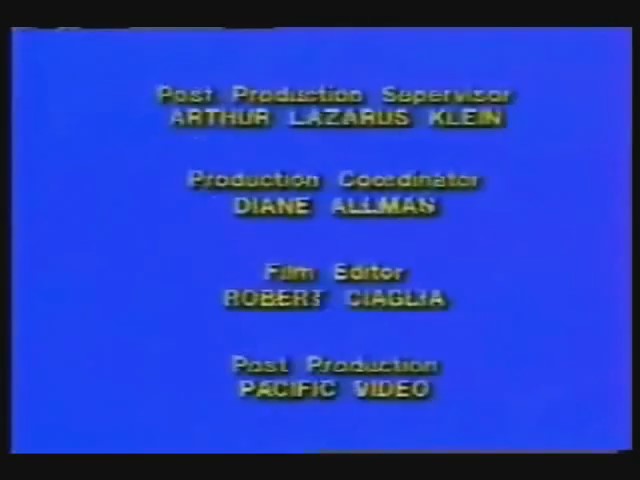 Post Production Supervisor
ARTHUR LAZARUS KLEIN
Production Coordinator
DIANE ALLMAN
Film Editor
ROBERT CIAGLIA
Post Production
PACIFIC VIDEO